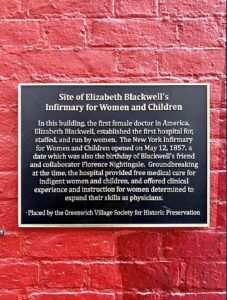 Site of Elizabeth Blackwell's
Infirmary for Women and Children
In this building, the first female doctor in America,
Elizabeth Blackwell, established the first hospital for,
staffed, and run by women. The New York Infirmary
for Women and Children opened on May 12, 1857, a
date which was also the birthday of Blackwell's friend
and collaborator Florence Nightingale. Groundbreaking
at the time, the hospital provided free medical care for
indigent women and children, and offered clinical
experience and instruction for women determined to
expand their skills as physicians.
-Placed by the Greenwich Village Society for Historic Preservation